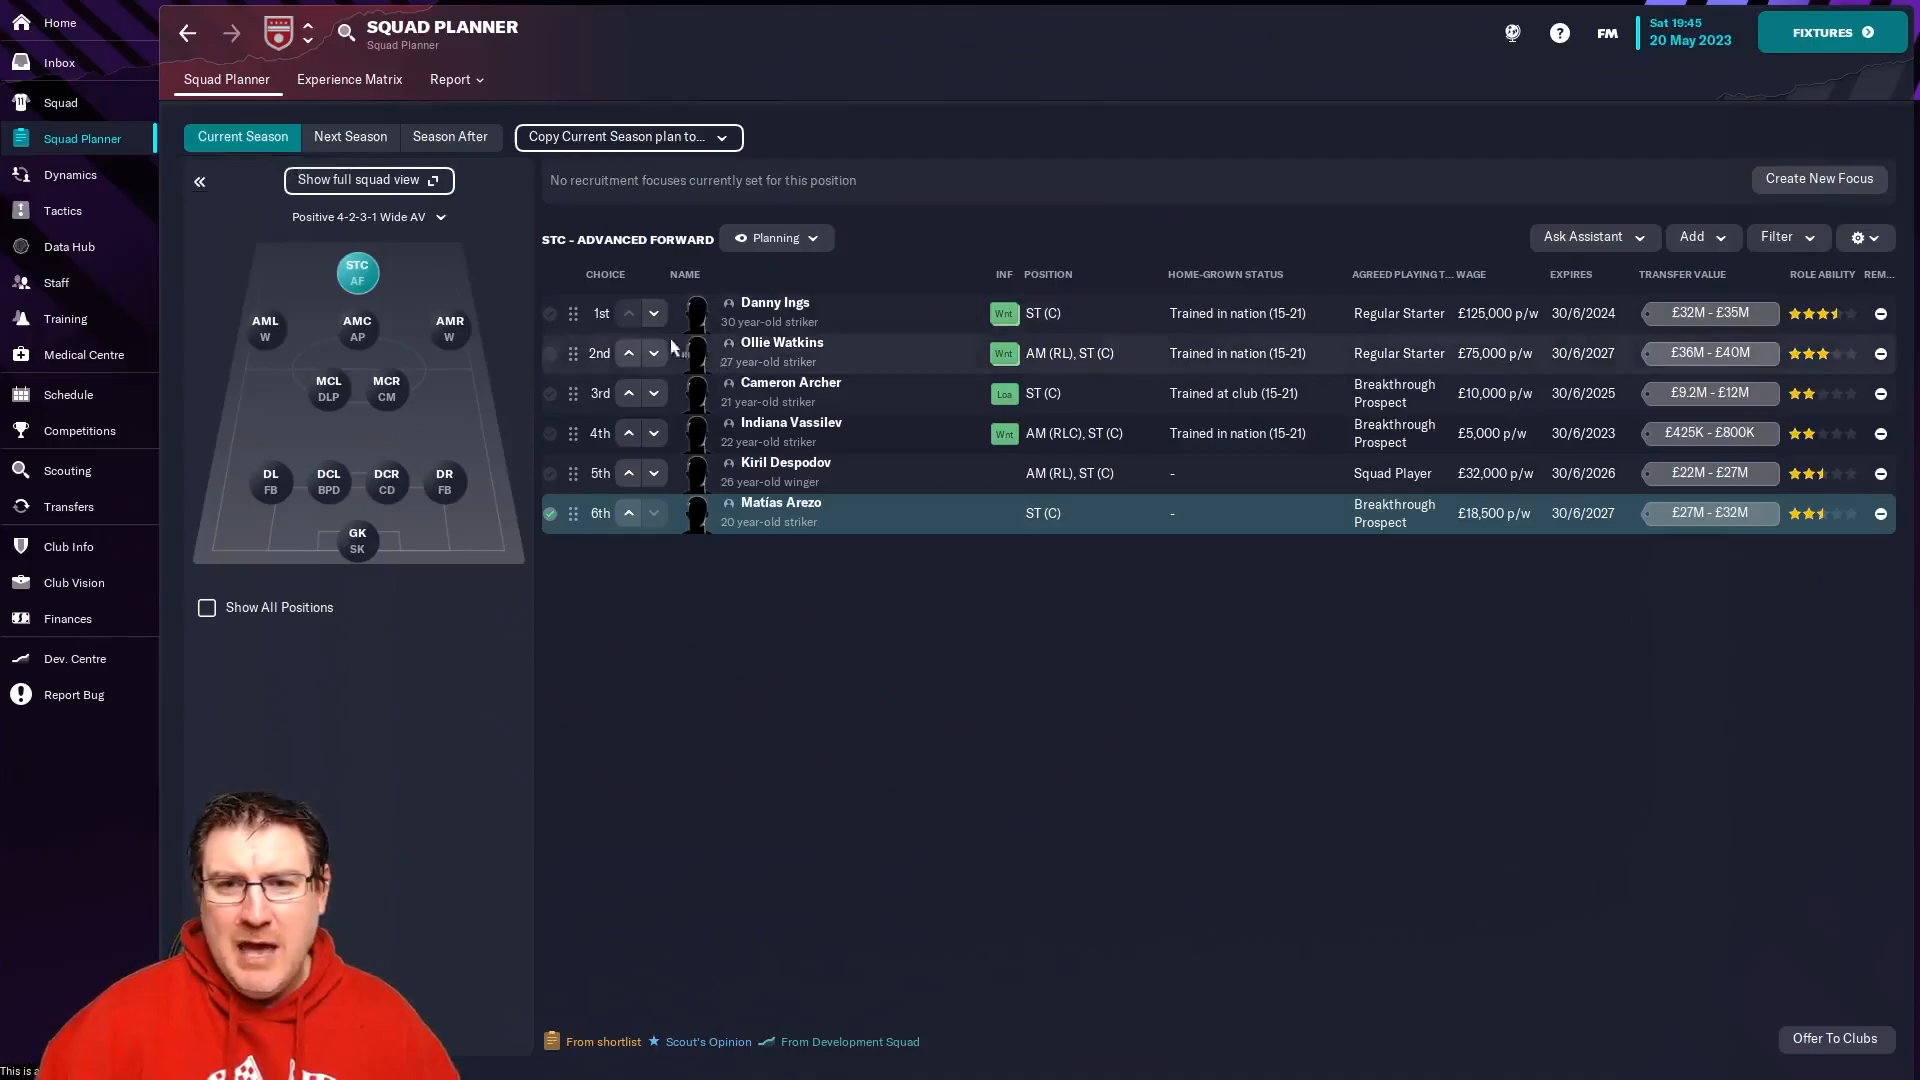 Home
Inbox
Squad
Squad Planner
Dynamics
Tactics
Data Hub
Staff
Training
Medical Centre
Schedule
Competitions
Scouting
Transfers
Club Info
Club Vision
Finances
Dev. Centre
Report Bug
This is a
SQUAD PLANNER
Squad Planner
FM
Sat 19:45
20 May 2023
FIXTURES
Squad Planner Experience Matrix Report
Current Season Next Season Season After Copy Current Season plan to...
Show full squad view
Positive 4-2-3-1 Wide AV
STC
AF
AML AMC AMR
W AP W
MCL MCR
DLP CM
DL DCL DCR DR
FB BPD CD FB
GK
SK
Show All Positions
No recruitment focuses currently set for this position
Create New Focus
STC - ADVANCED FORWARD Planning
Ask Assistant Add Filter
CHOICE NAME INF POSITION HOME-GROWN STATUS AGREED PLAYING T... WAGE EXPIRES TRANSFER VALUE ROLE ABILITY REM...
1st Danny Ings Wnt ST (C) Trained in nation (15-21) Regular Starter £125,000 p/w 30/6/2024 £32M - £35M
30 year-old striker
2nd Ollie Watkins Wnt AM (RL), ST (C) Trained in nation (15-21) Regular Starter £75,000 p/w 30/6/2027 £36M - £40M
27 year-old striker
3rd Cameron Archer Loa ST (C) Trained at club (15-21) Breakthrough Prospect £10,000 p/w 30/6/2025 £9.2M - £12M
21 year-old striker
4th Indiana Vassilev Wnt AM (RLC), ST (C) Trained in nation (15-21) Breakthrough Prospect £5,000 p/w 30/6/2023 £425K - £800K
22 year-old striker
5th Kiril Despodov AM (RL), ST (C) - Squad Player £32,000 p/w 30/6/2026 £22M - £27M
26 year-old winger
6th Matías Arezo ST (C) - Breakthrough Prospect £18,500 p/w 30/6/2027 £27M - £32M
20 year-old striker
From shortlist Scout's Opinion From Development Squad
Offer To Clubs